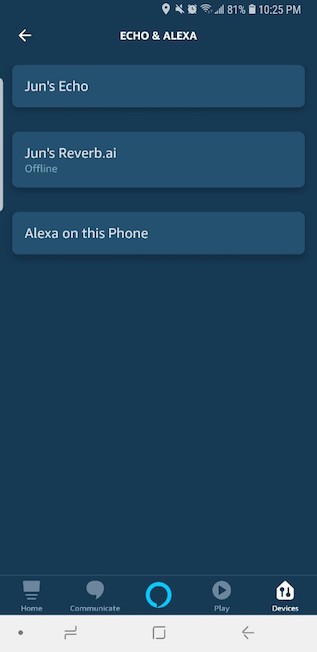 81% 10:25 PM
ECHO & ALEXA
Jun's Echo
Jun's Reverb.ai
Offline
Alexa on this Phone
Home Communicate Play Devices